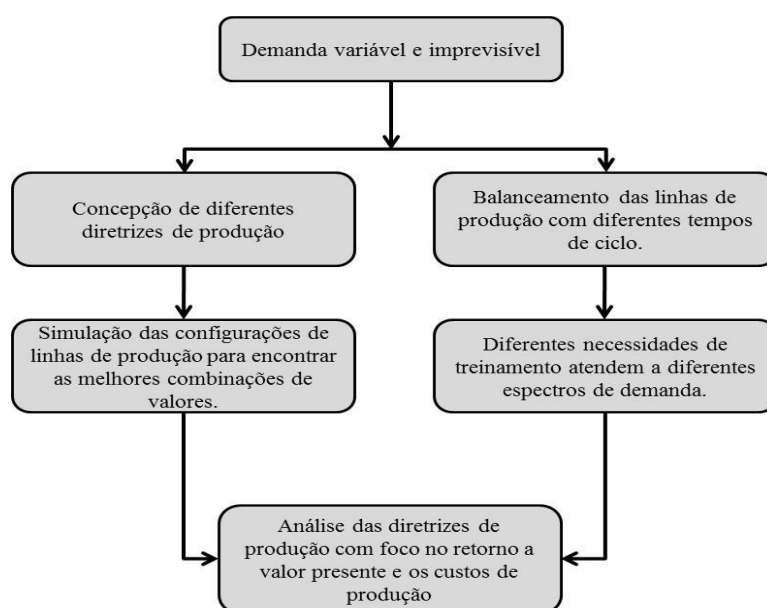 Demanda variável e imprevisível
Concepção de diferentes
diretrizes de produção
Balanceamento das linhas de
produção com diferentes tempos
de ciclo.
Simulação das configurações de
linhas de produção para encontrar
as melhores combinações de
valores.
Diferentes necessidades de
treinamento atendem a diferentes
espectros de demanda.
Análise das diretrizes de
produção com foco no retorno a
valor presente e os custos de
produção